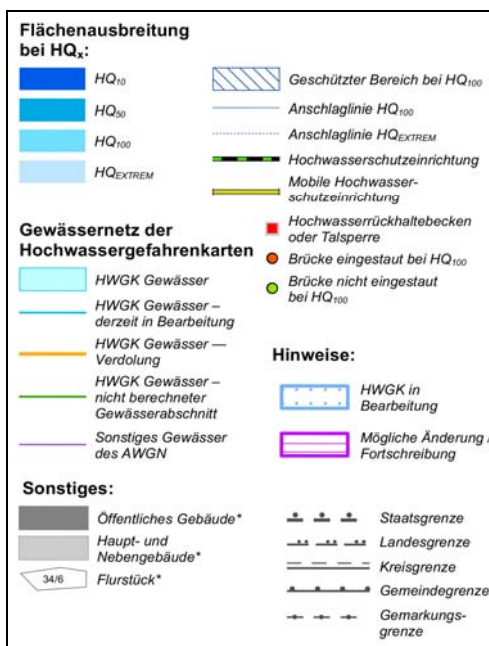 Flächenausbreitung
bei HQx:
HQ10
HQ50
HQ100
HQEXTREM
Geschützter Bereich bei HQ100
Anschlaglinie HQ100
Anschlaglinie HQEXTREM
Hochwasserschutzeinrichtung
Mobile Hochwasser-
schutzeinrichtung
Hochwasserrückhaltebecken
oder Talsperre
Brücke eingestaut bei HQ100
Brücke nicht eingestaut
bei HQ100
Gewässernetz der
Hochwassergefahrenkarten
HWGK Gewässer
HWGK Gewässer –
derzeit in Bearbeitung
HWGK Gewässer —
Verdolung
HWGK Gewässer –
nicht berechneter
Gewässerabschnitt
Sonstiges Gewässer
des AWGN
Hinweise:
HWGK in
Bearbeitung
Mögliche Änderung
Fortschreibung
Sonstiges:
Öffentliches Gebäude*
Haupt- und
Nebengebäude*
34/6 Flurstück*
Staatsgrenze
Landesgrenze
Kreisgrenze
Gemeindegrenze
Gemarkungs-
grenze